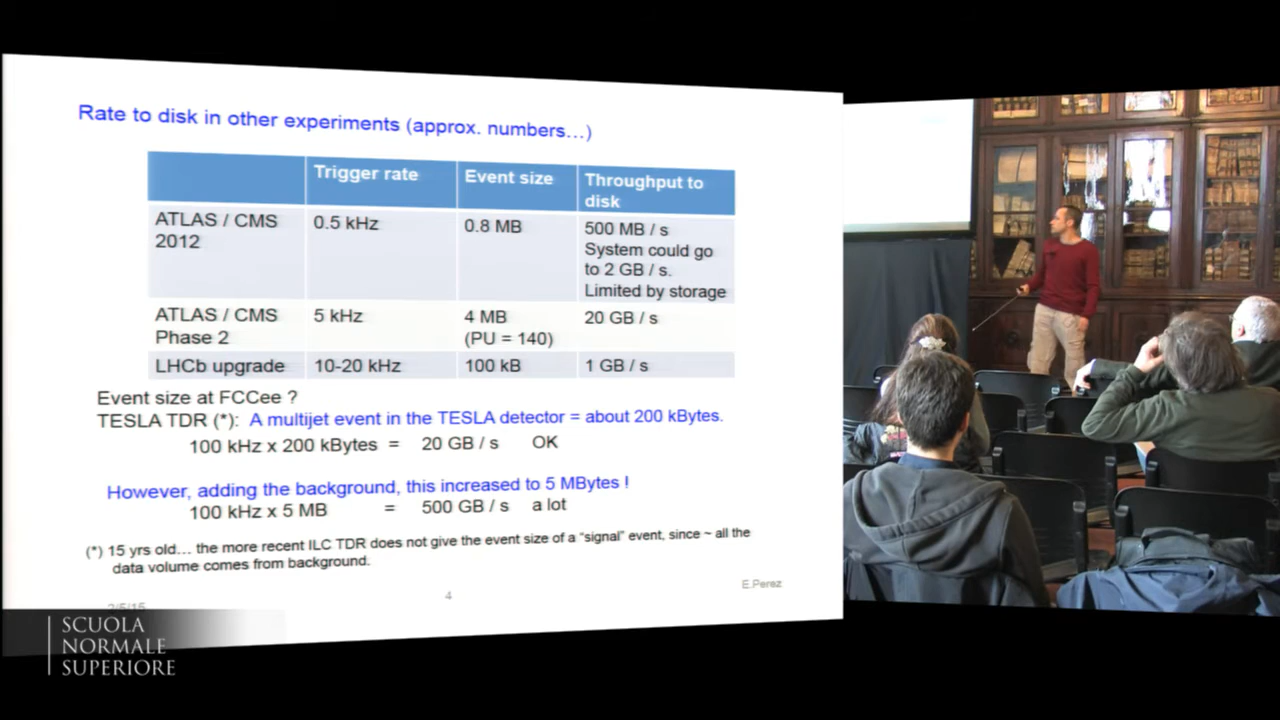 Rate to disk in other experiments (approx. numbers…)
Trigger rate Event size Throughput to disk
ATLAS / CMS 2012 0.5 kHz 0.8 MB 500 MB / s
System could go to 2 GB / s.
Limited by storage
ATLAS / CMS Phase 2 5 kHz 4 MB (PU = 140) 20 GB / s
LHCb upgrade 10-20 kHz 100 kB 1 GB / s
Event size at FCCee ?
TESLA TDR (*): A multijet event in the TESLA detector = about 200 kBytes.
100 kHz x 200 kBytes = 20 GB / s OK
However, adding the background, this increased to 5 MBytes !
100 kHz x 5 MB = 500 GB / s a lot
(*) 15 yrs old… the more recent ILC TDR does not give the event size of a “signal” event, since ~ all the
data volume comes from background.
2/5/15 4 E.Perez
SCUOLA
NORMALE
SUPERIORE